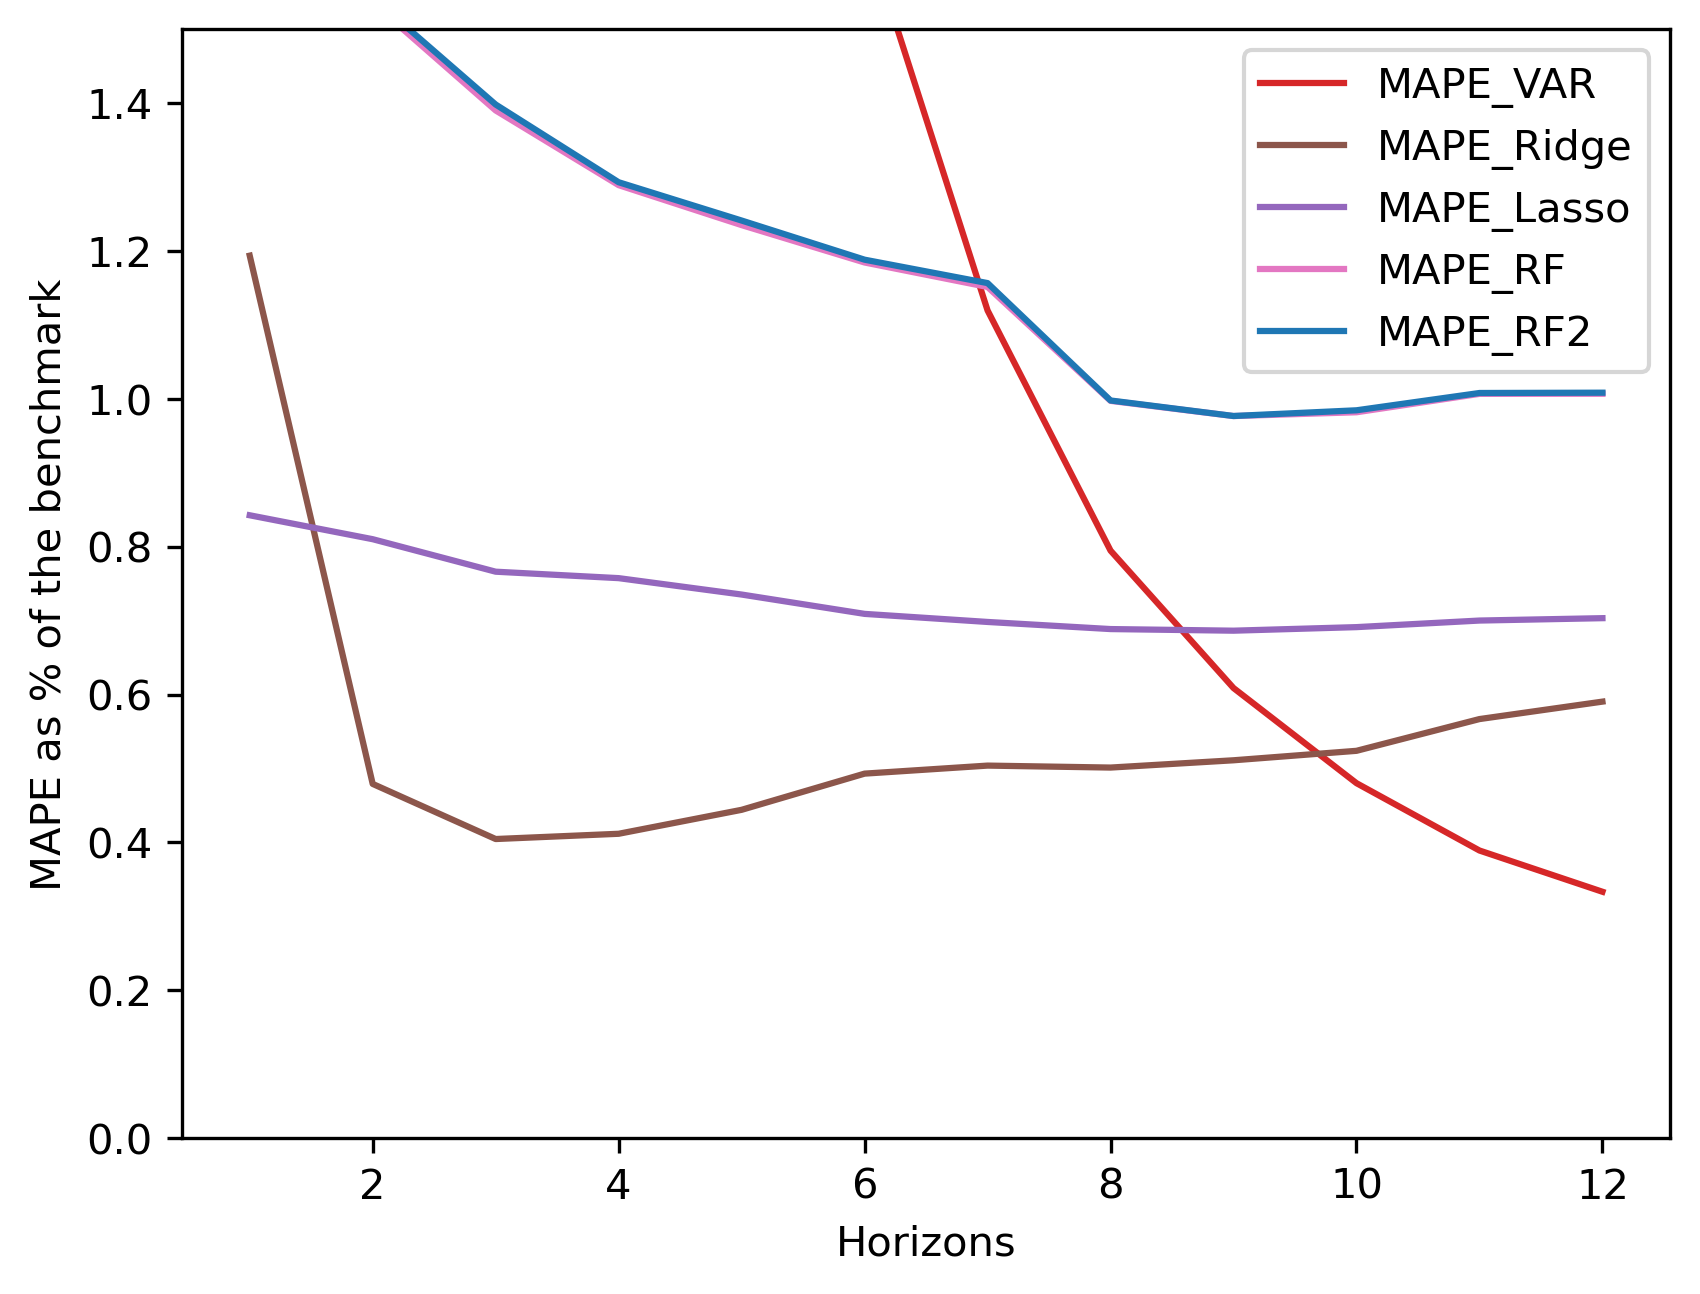 MAPE as % of the benchmark
1.4
1.2
1.0
0.8
0.6
0.4
0.2
0.0
2 4 6 8 10 12
Horizons
MAPE_VAR
MAPE_Ridge
MAPE_Lasso
MAPE_RF
MAPE_RF2